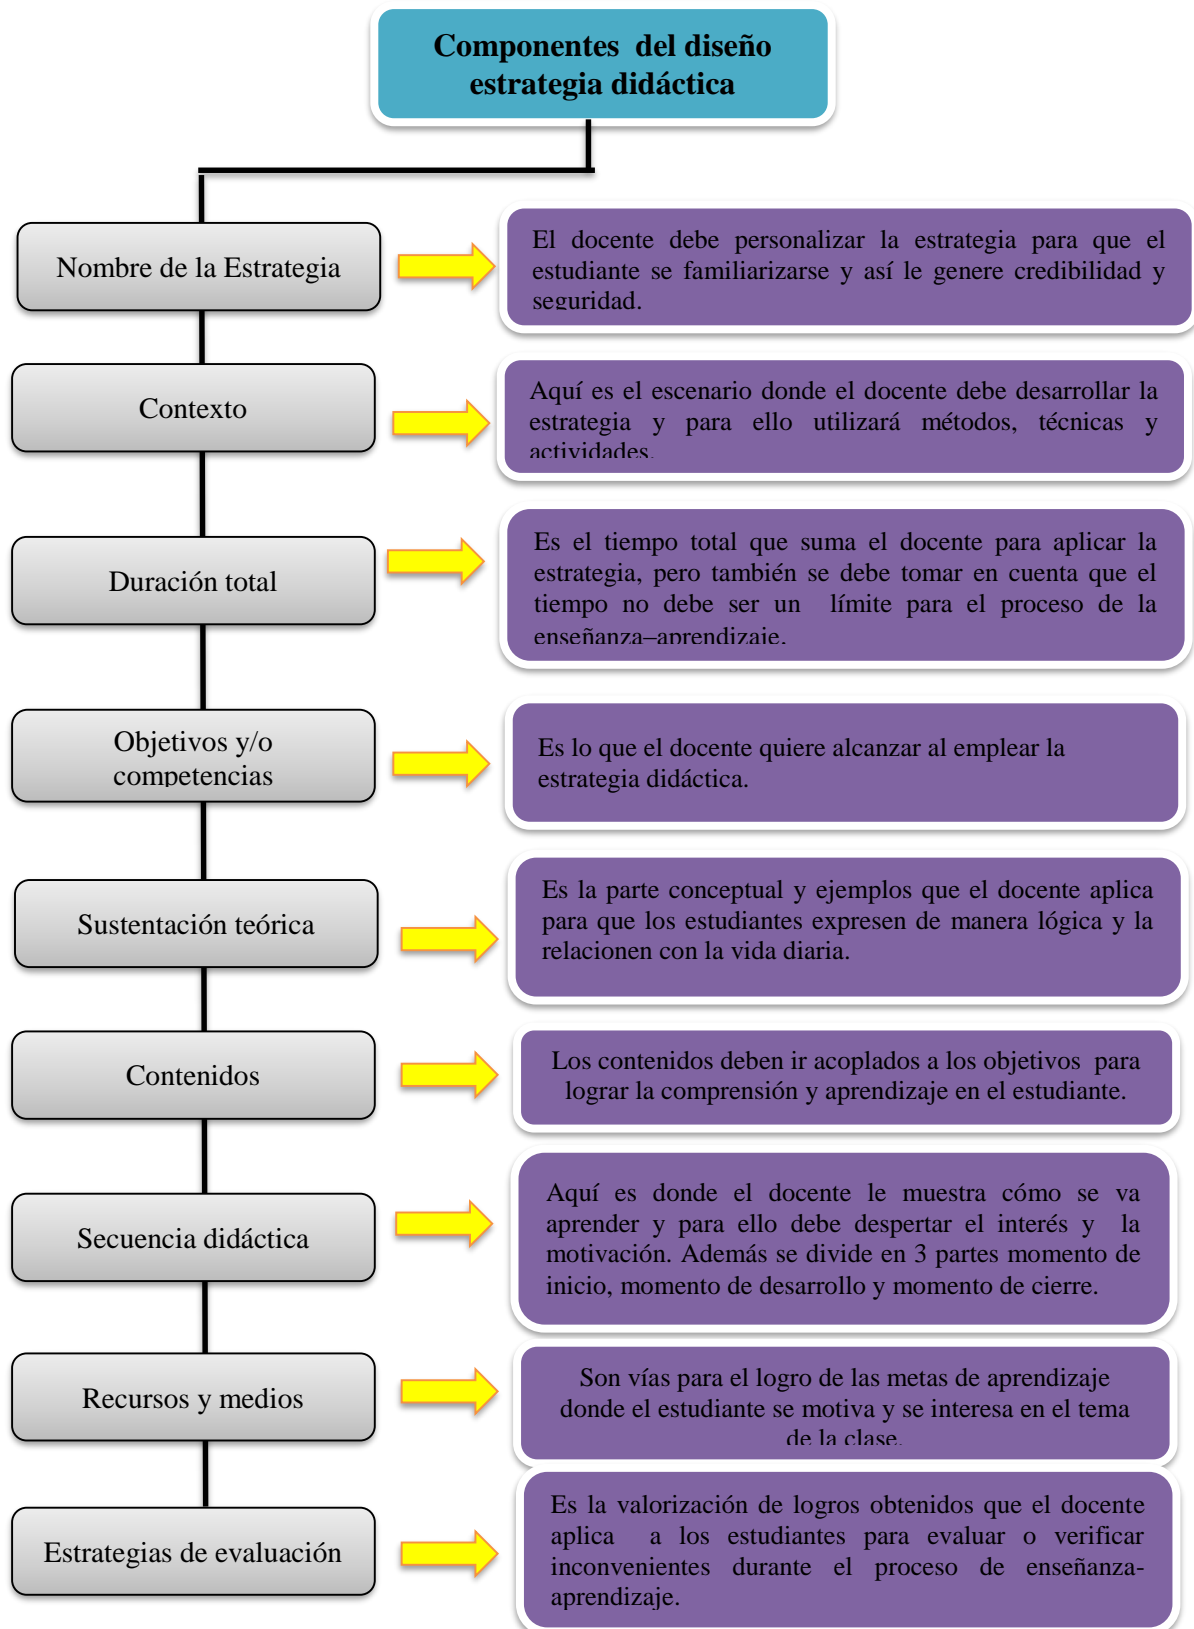 Componentes  del diseño
estrategia didáctica
Nombre de la Estrategia
El docente debe personalizar la estrategia para que el
estudiante se familiarizarse y así le genere credibilidad y
seguridad.
Contexto
Aquí es el escenario donde el docente debe desarrollar la
estrategia y para ello utilizará métodos, técnicas y
actividades.
Duración total
Es el tiempo total que suma el docente para aplicar la
estrategia, pero también se debe tomar en cuenta que el
tiempo no debe ser un  límite para el proceso de la
enseñanza–aprendizaje.
Objetivos y/o
competencias
Es lo que el docente quiere alcanzar al emplear la
estrategia didáctica.
Sustentación teórica
Es la parte conceptual y ejemplos que el docente aplica
para que los estudiantes expresen de manera lógica y la
relacionen con la vida diaria.
Contenidos
Los contenidos deben ir acoplados a los objetivos  para
lograr la comprensión y aprendizaje en el estudiante.
Secuencia didáctica
Aquí es donde el docente le muestra cómo se va
aprender y para ello debe despertar el interés y  la
motivación. Además se divide en 3 partes momento de
inicio, momento de desarrollo y momento de cierre.
Recursos y medios
Son vías para el logro de las metas de aprendizaje
donde el estudiante se motiva y se interesa en el tema
de la clase.
Estrategias de evaluación
Es la valorización de logros obtenidos que el docente
aplica  a los estudiantes para evaluar o verificar
inconvenientes durante el proceso de enseñanza-
aprendizaje.